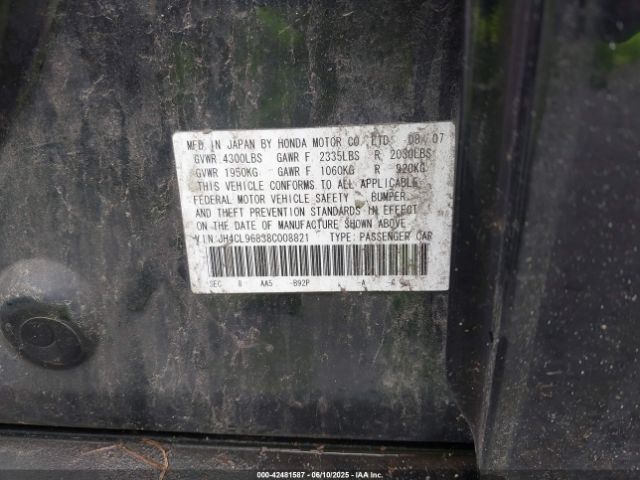 MFD. IN JAPAN BY HONDA MOTOR CO., LTD. 08/07
GVWR 4300LBS GAWR F 2335LBS R 2030LBS
GVWR 1950KG GAWR F 1060KG R 920KG
THIS VEHICLE CONFORMS TO ALL APPLICABLE
FEDERAL MOTOR VEHICLE SAFETY, BUMPER,
AND THEFT PREVENTION STANDARDS IN EFFECT
ON THE DATE OF MANUFACTURE SHOWN ABOVE.
VIN:JH4CL96838C008821 TYPE: PASSENGER CAR
SEC 8 AA5 -B92P A
000-42481587 06/10/2025 IAA Inc.